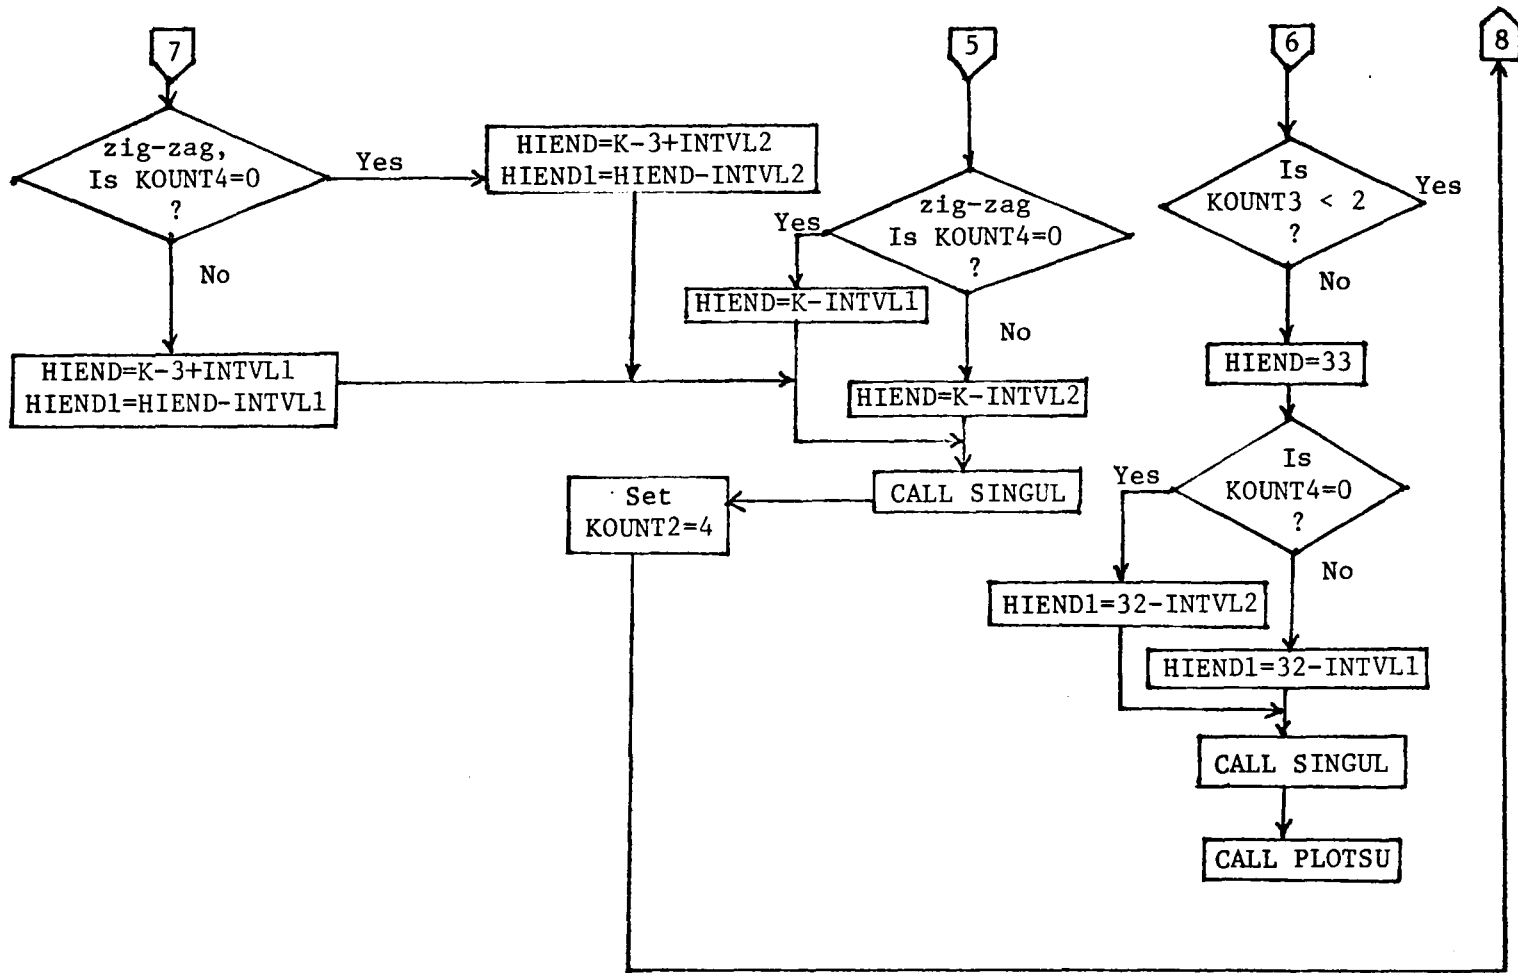 7
zig-zag,
Is KOUNT4=0
?
Yes
No
HIEND=K-3+INTVL2
HIEND1=HIEND-INTVL2
HIEND=K-3+INTVL1
HIEND1=HIEND-INTVL1
5
zig-zag
Is KOUNT4=0
?
Yes
No
HIEND=K-INTVL1
HIEND=K-INTVL2
CALL SINGUL
Set
KOUNT2=4
6
Is
KOUNT3 < 2
?
Yes
No
HIEND=33
Is
KOUNT4=0
?
Yes
No
HIEND1=32-INTVL2
HIEND1=32-INTVL1
CALL SINGUL
CALL PLOTSU
8